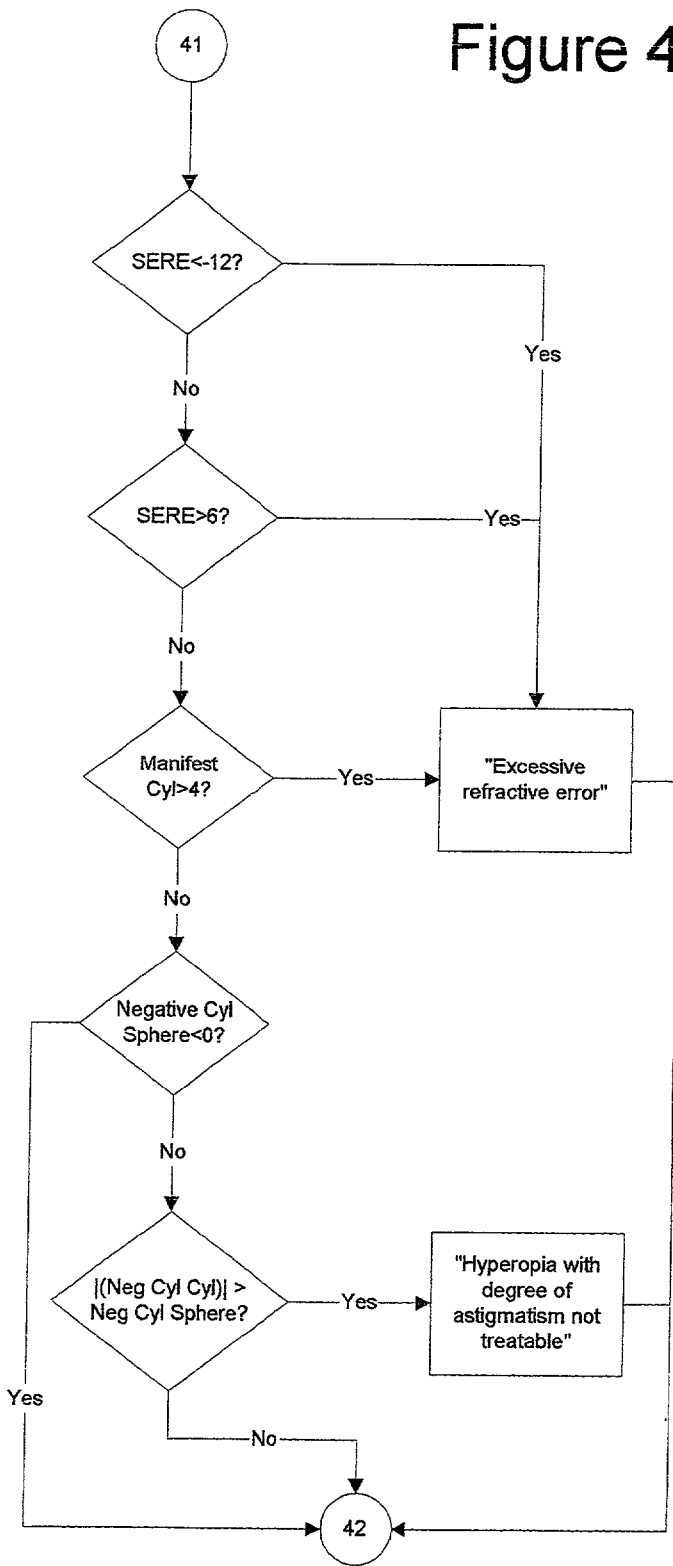 41
Figure 4
SERE<-12?
Yes
No
SERE>6?
Yes
No
Manifest
Cyl>4?
Yes
"Excessive
refractive error"
No
Negative Cyl
Sphere<0?
No
|(Neg Cyl Cyl)| >
Neg Cyl Sphere?
Yes
"Hyperopia with
degree of
astigmatism not
treatable"
Yes
No
42